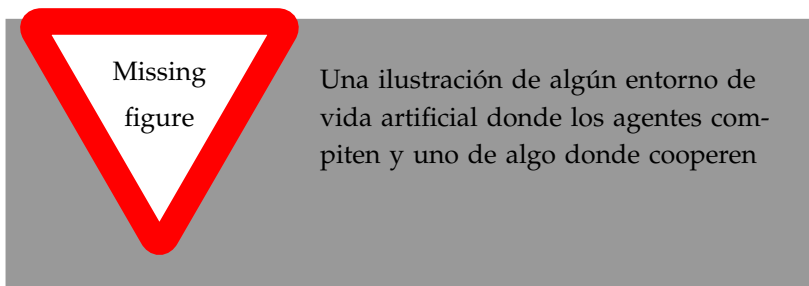 Missing
figure
Una ilustración de algún entorno de
vida artificial donde los agentes com-
piten y uno de algo donde cooperen